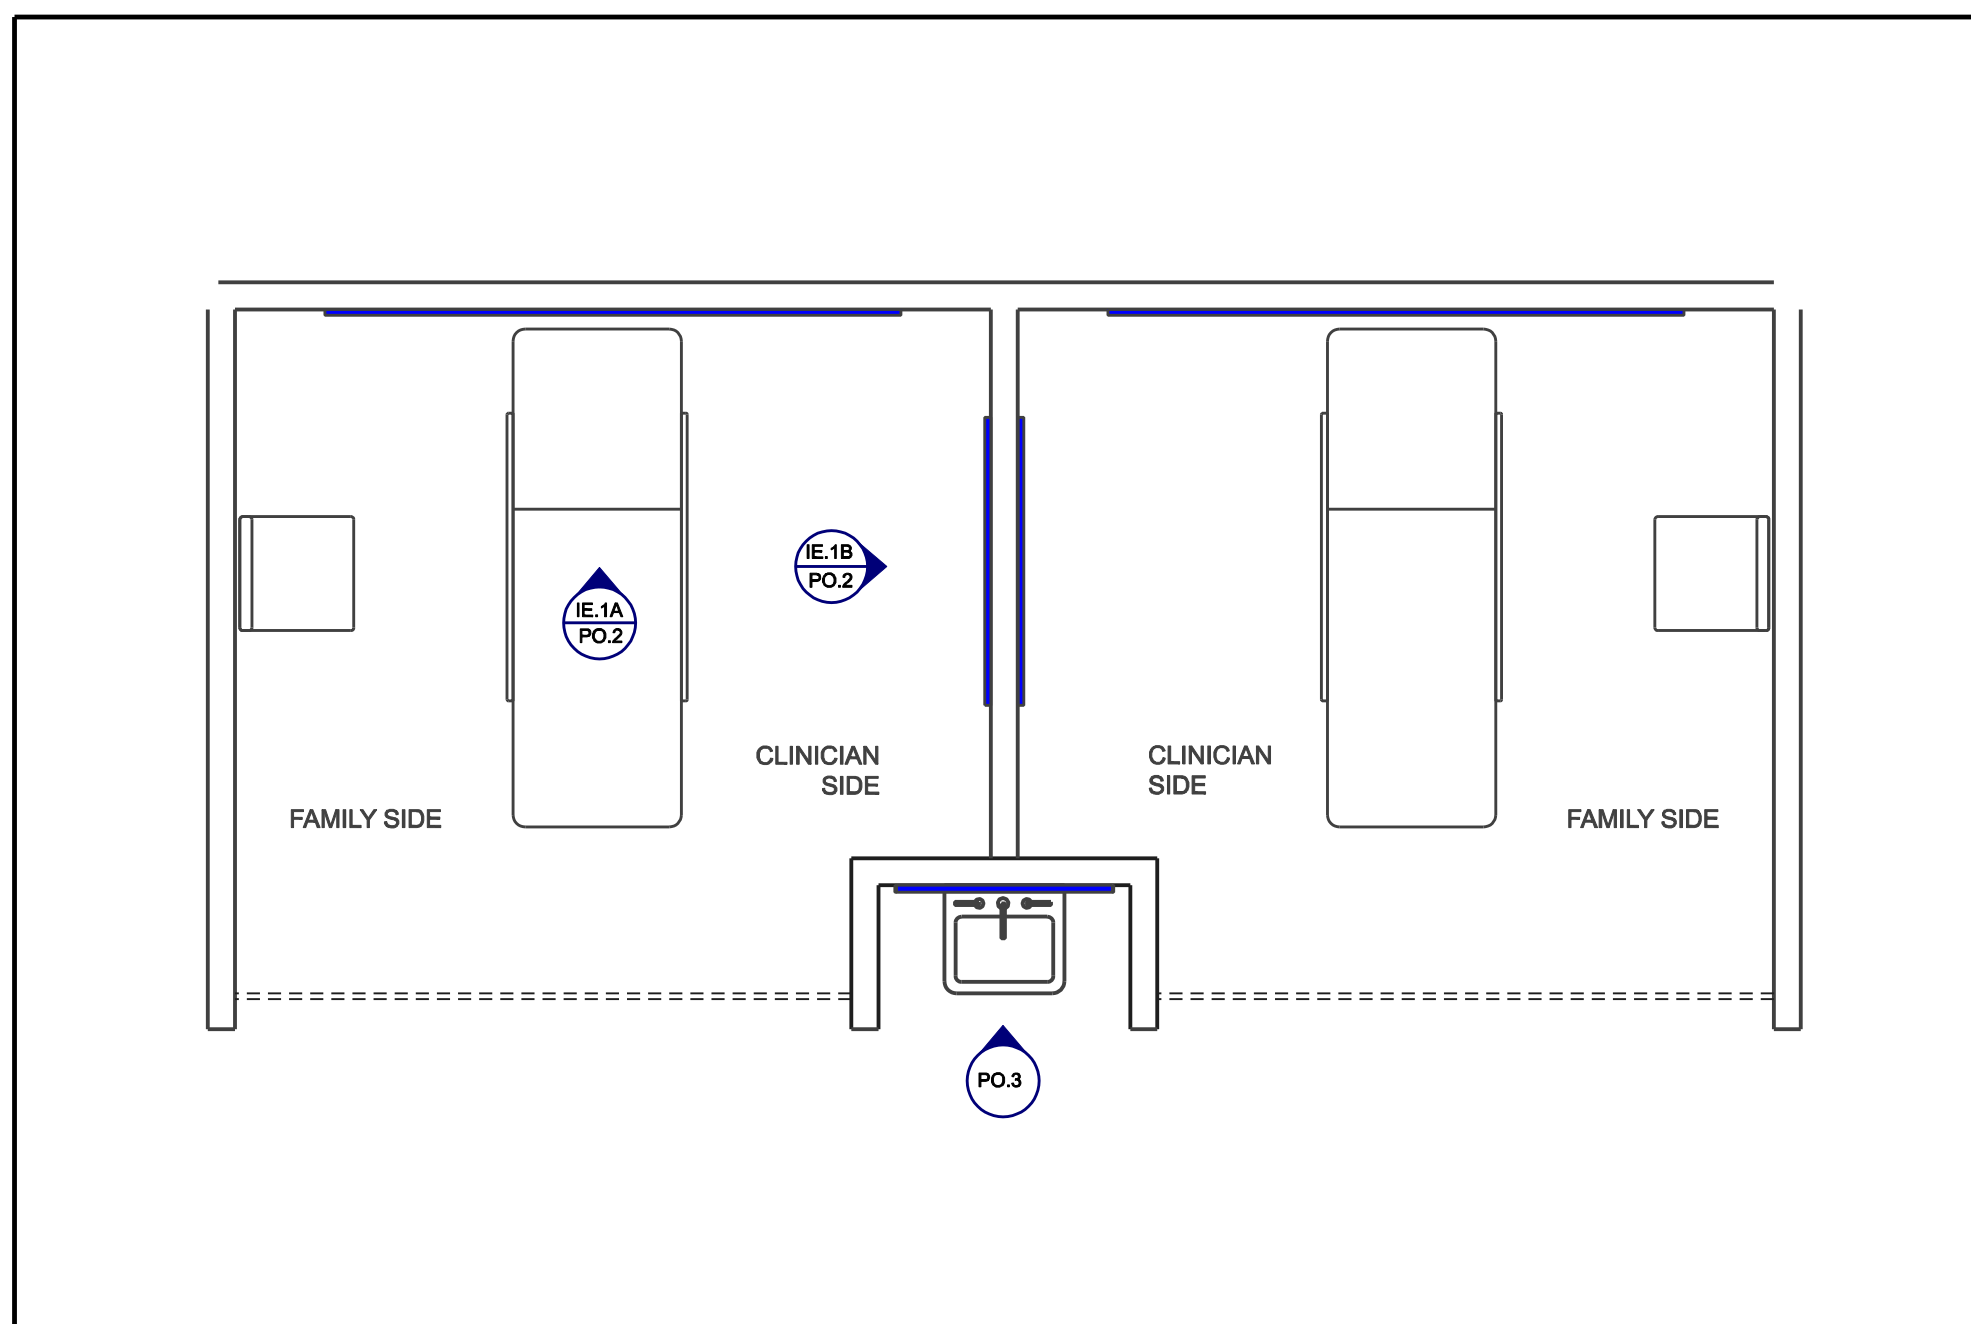 IE.1B
PO.2
IE.1A
PO.2
CLINICIAN
SIDE
CLINICIAN
SIDE
FAMILY SIDE
FAMILY SIDE
PO.3